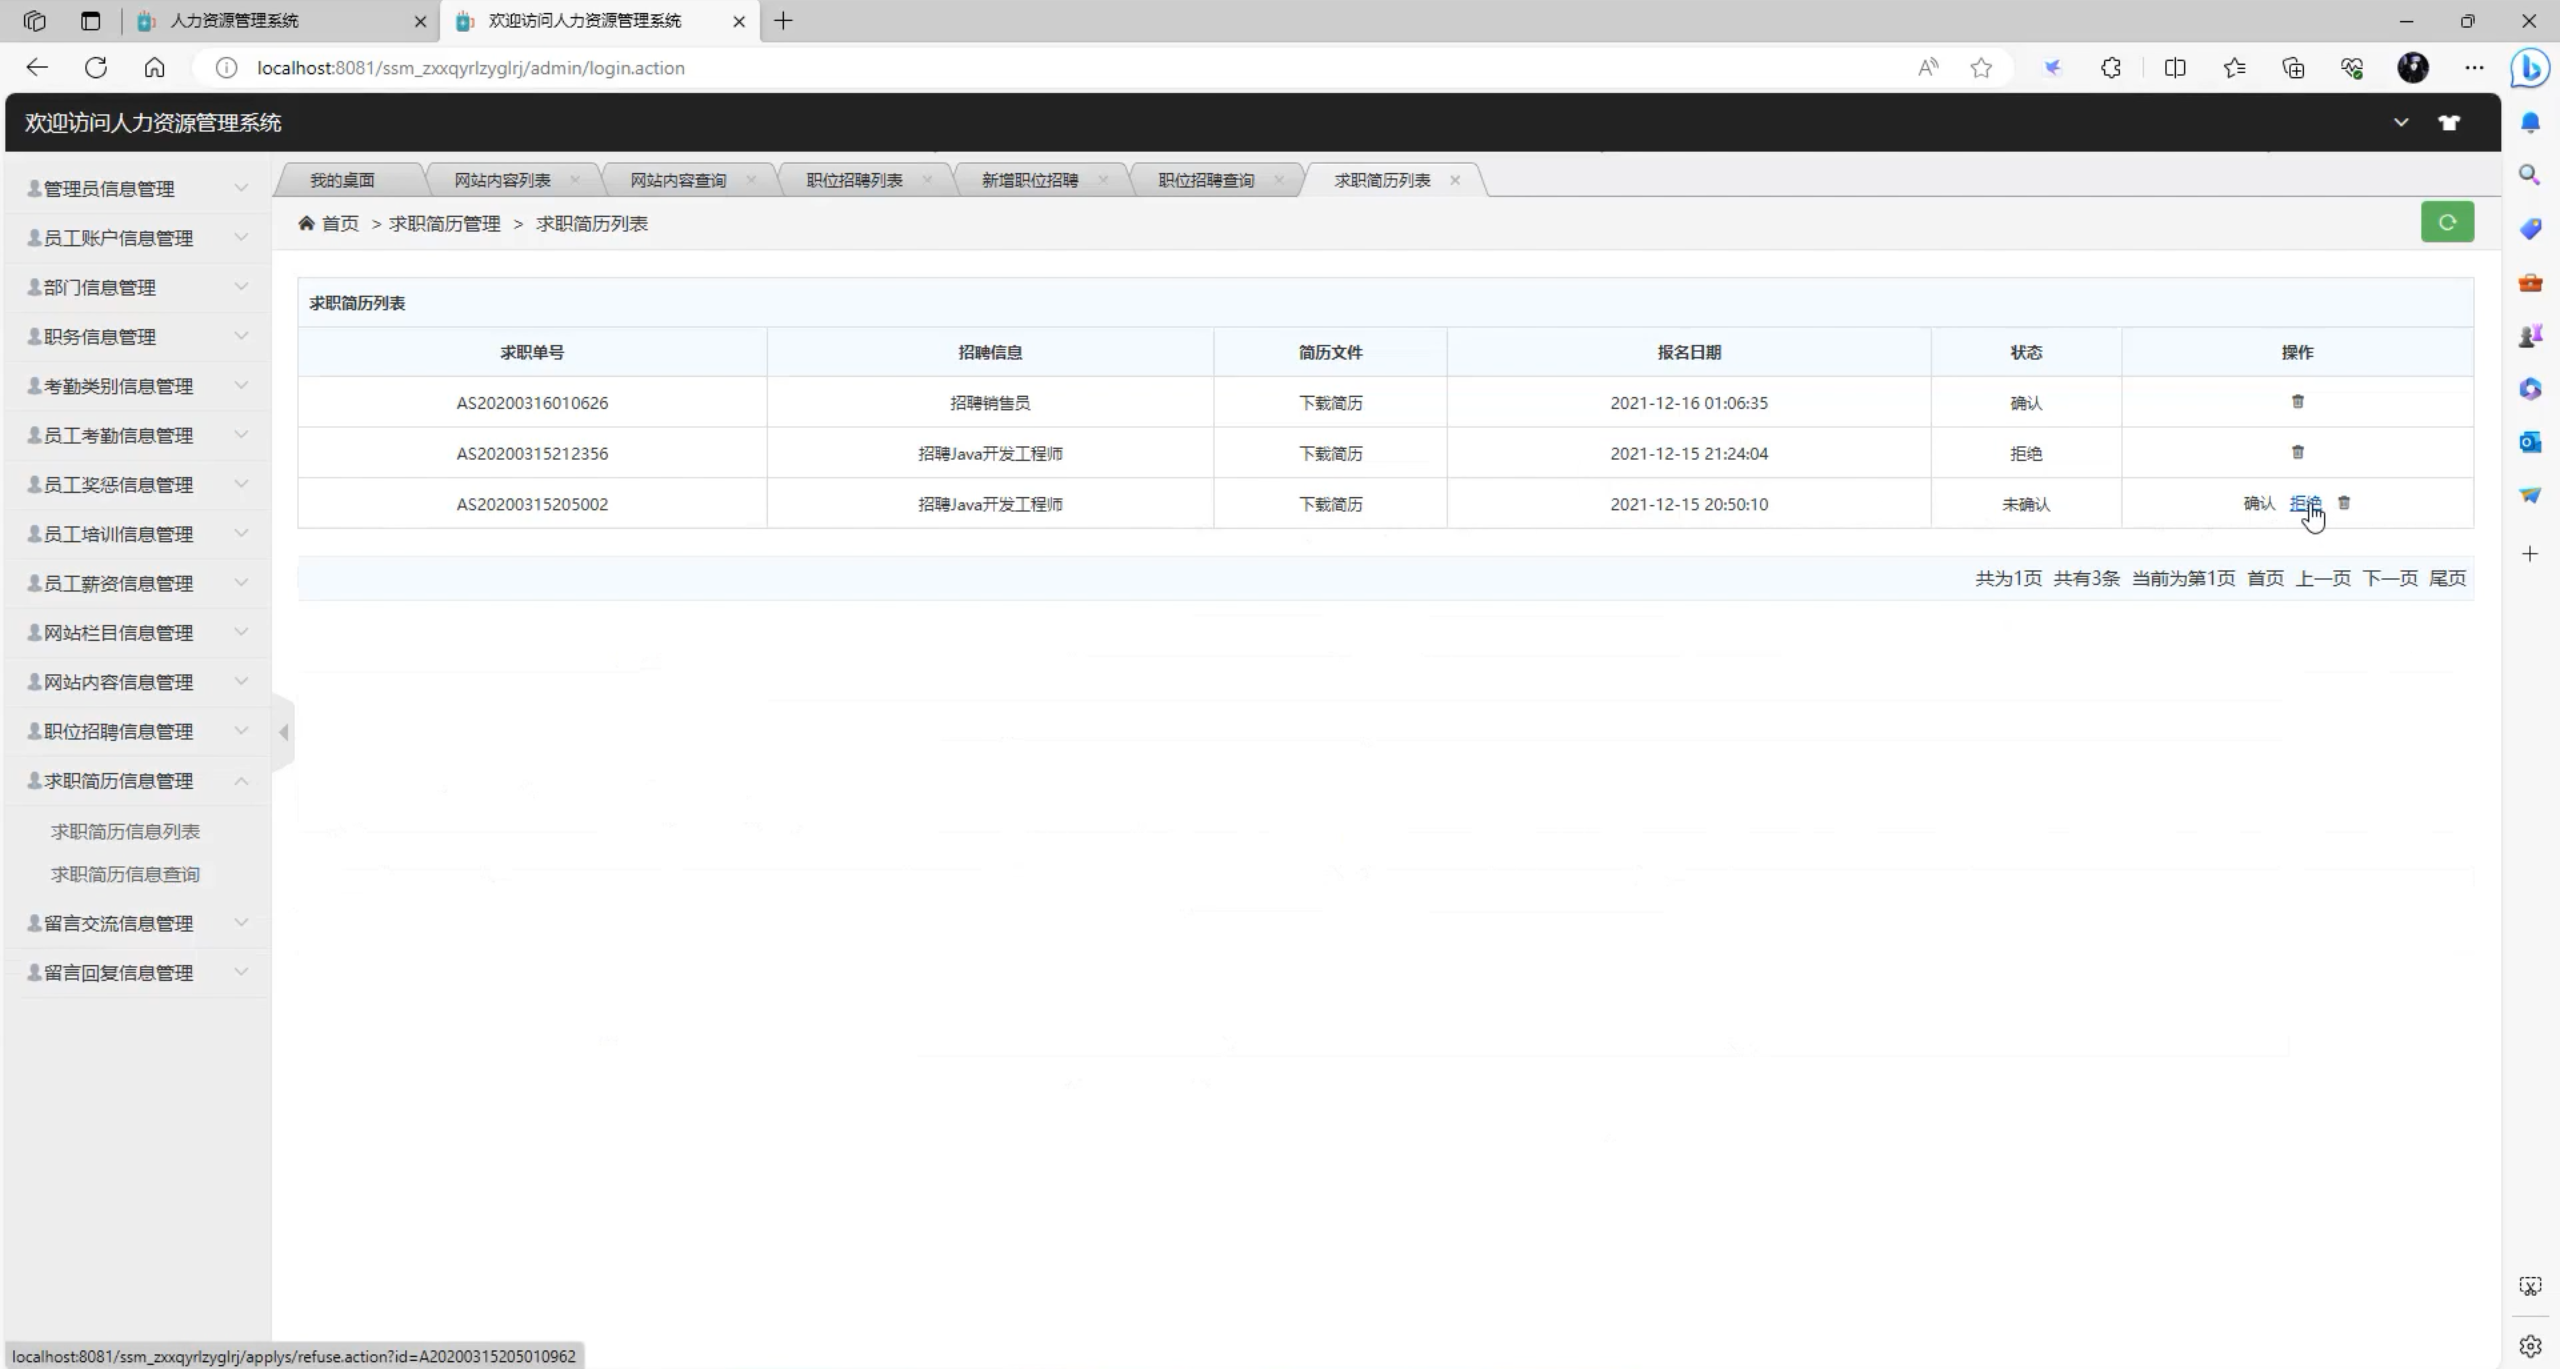 人力资源管理系统
欢迎访问人力资源管理系统
localhost:8081/ssm_zxxqyrlzyglrj/admin/login.action
欢迎访问人力资源管理系统
管理员信息管理
员工账户信息管理
部门信息管理
职务信息管理
考勤类别信息管理
员工考勤信息管理
员工奖惩信息管理
员工培训信息管理
员工薪资信息管理
网站栏目信息管理
网站内容信息管理
职位招聘信息管理
求职简历信息管理
求职简历信息列表
求职简历信息查询
留言交流信息管理
留言回复信息管理
我的桌面 网站内容列表 网站内容查询 职位招聘列表 新增职位招聘 职位招聘查询 求职简历列表
首页 > 求职简历管理 > 求职简历列表
求职简历列表
求职单号 招聘信息 简历文件 报名日期 状态 操作
AS20200316010626 招聘销售员 下载简历 2021-12-16 01:06:35 确认
AS20200315212356 招聘Java开发工程师 下载简历 2021-12-15 21:24:04 拒绝
AS20200315205002 招聘Java开发工程师 下载简历 2021-12-15 20:50:10 未确认 确认 拒绝
共为1页 共有3条 当前为第1页 首页 上一页 下一页 尾页
localhost:8081/ssm_zxxqyrlzyglrj/applys/refuse.action?id=A20200315205010962